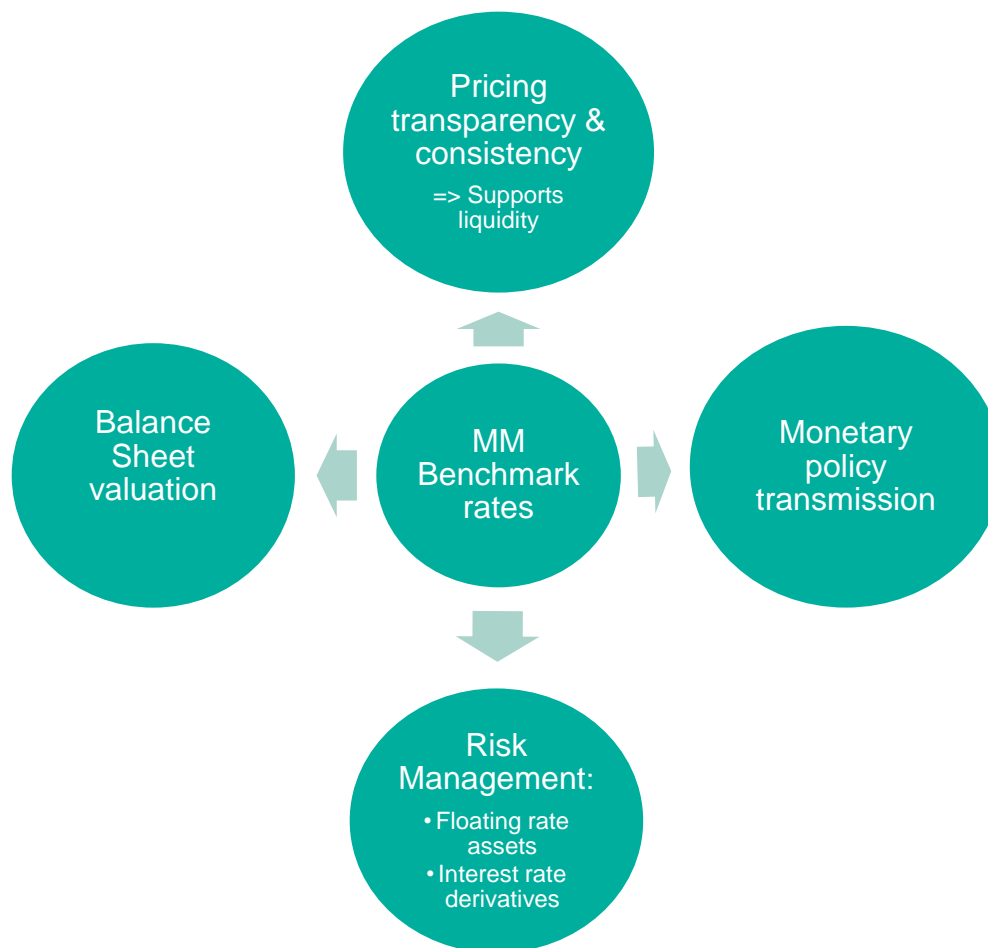 Pricing
transparency &
consistency
=> Supports
liquidity
Balance
Sheet
valuation
MM
Benchmark
rates
Monetary
policy
transmission
Risk
Management:
• Floating rate
assets
• Interest rate
derivatives